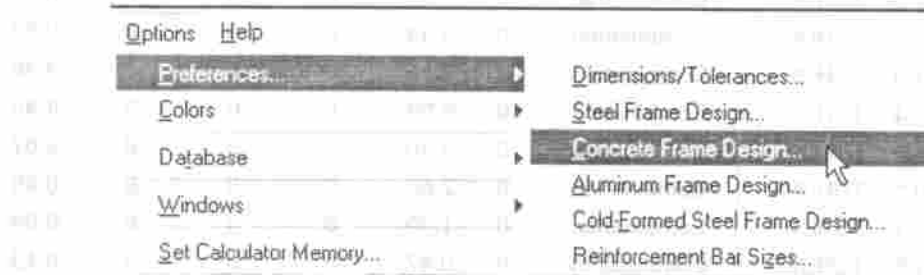 Options Help
Preferences...
Colors
Database
Windows
Set Calculator Memory...
Dimensions/Tolerances...
Steel Frame Design...
Concrete Frame Design...
Aluminum Frame Design...
Cold-Formed Steel Frame Design...
Reinforcement Bar Sizes...